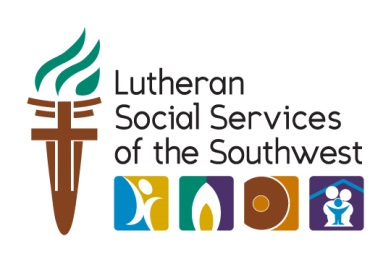 Lutheran
Social Services
of the Southwest